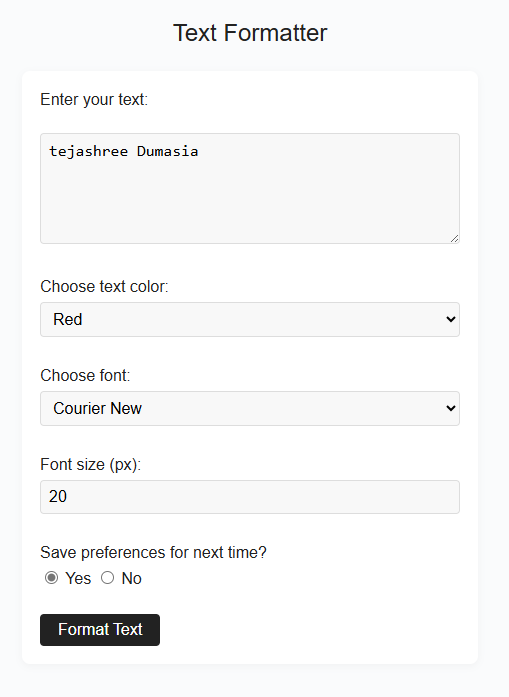 Text Formatter
Enter your text:
tejashree Dumasia
Choose text color:
Red
Choose font:
Courier New
Font size (px):
20
Save preferences for next time?
Yes No
Format Text